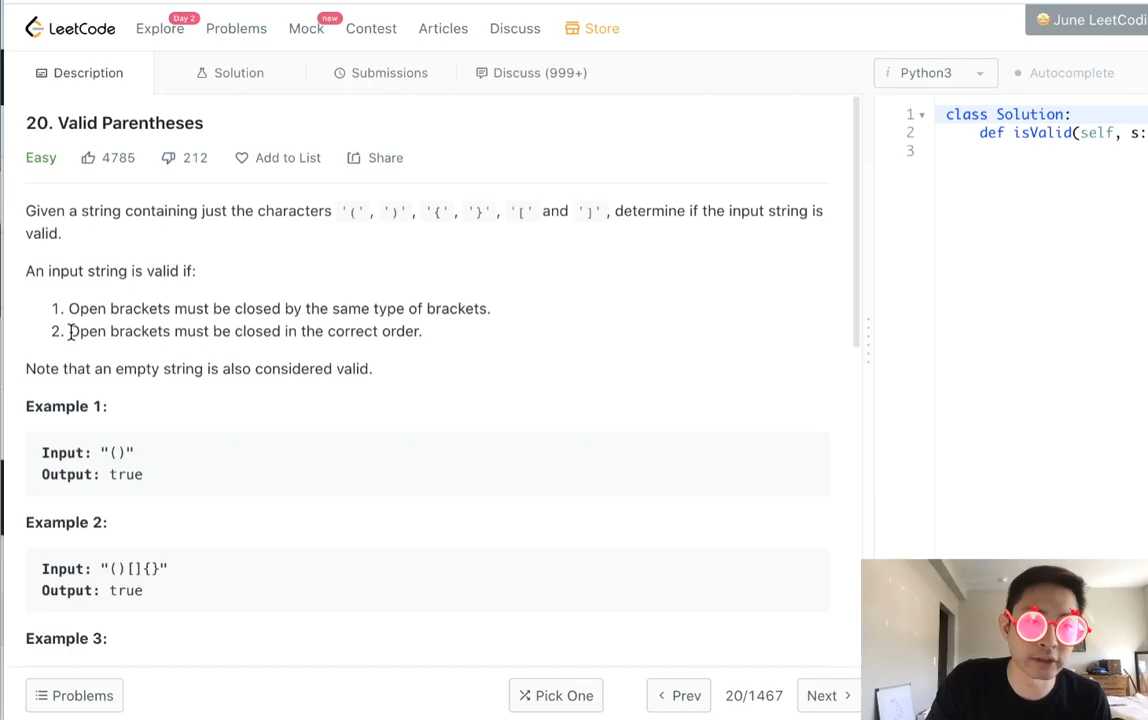 LeetCode Explore Day 2 Problems Mock new Contest Articles Discuss Store June LeetCodi
Description Solution Submissions Discuss (999+) i Python3 Autocomplete
20. Valid Parentheses
Easy 4785 212 Add to List Share
Given a string containing just the characters '(', ')', '{', '}', '[' and ']', determine if the input string is
valid.
An input string is valid if:
1. Open brackets must be closed by the same type of brackets.
2. Open brackets must be closed in the correct order.
Note that an empty string is also considered valid.
Example 1:
Input: "()"
Output: true
Example 2:
Input: "()[]{}"
Output: true
Example 3:
Problems Pick One Prev 20/1467 Next
1 class Solution:
2 def isValid(self, s:
3